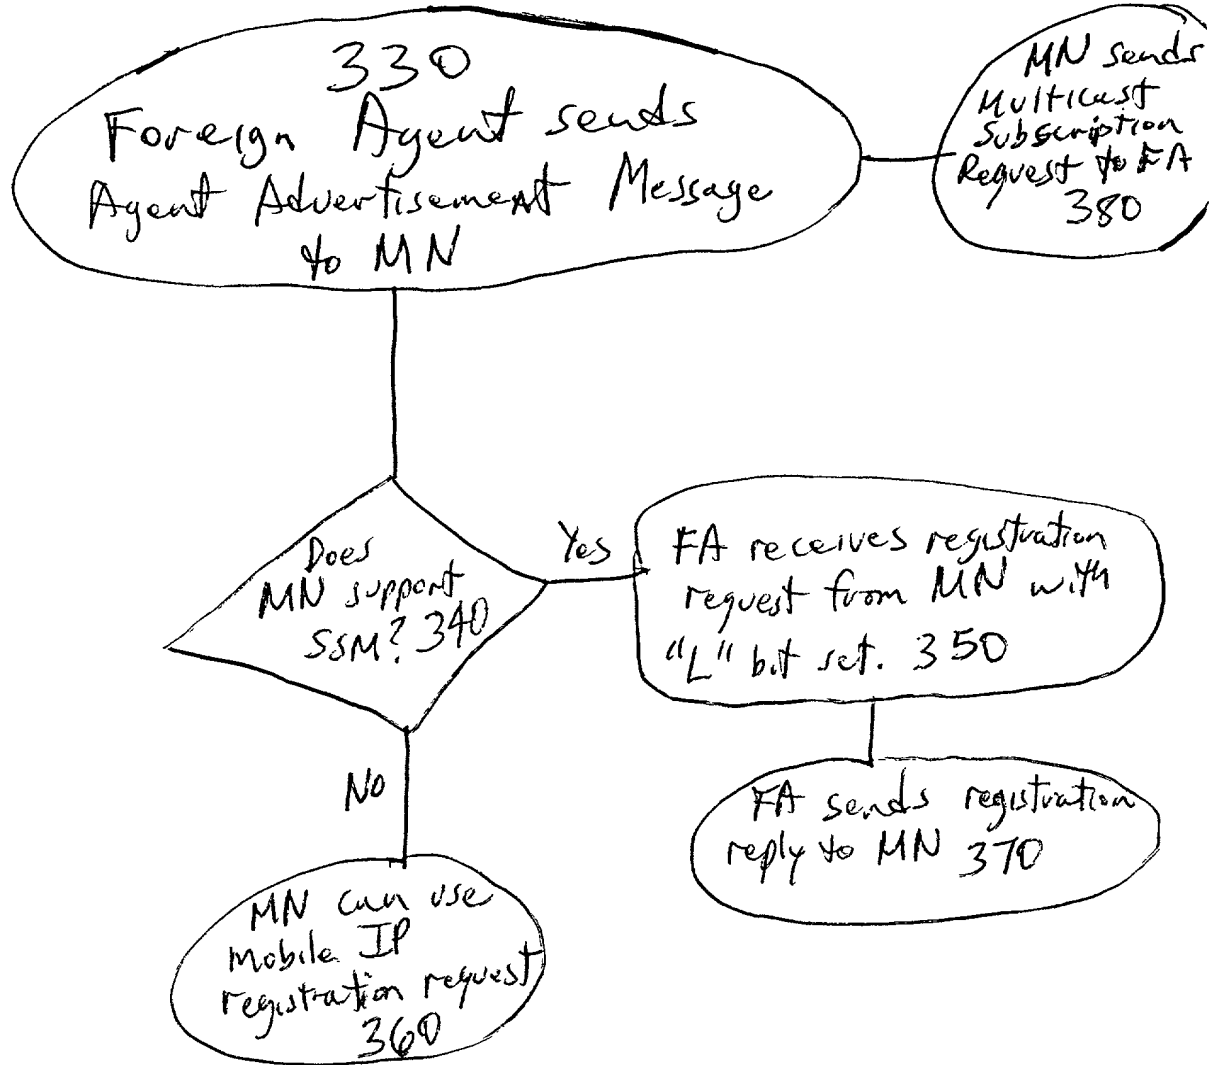 330
Foreign Agent sends
Agent Advertisement Message
to MN
MN sends
Multicast
Subscription
Request to FA
380
Does
MN support
SSM? 340
Yes
FA receives registration
request from MN with
"L" bit set. 350
No
FA sends registration
reply to MN 370
MN can use
Mobile IP
registration request
360